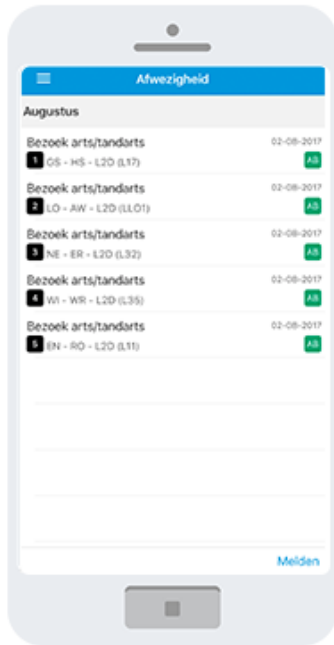 Afwezigheid
Augustus
Bezoek arts/tandarts 02-08-2017
1 GS - HS - L2D (L17) AB
Bezoek arts/tandarts 02-08-2017
2 LO - AW - L2D (LLO1) AB
Bezoek arts/tandarts 02-08-2017
3 NE - ER - L2D (L32) AB
Bezoek arts/tandarts 02-08-2017
4 WI - WR - L2D (L35) AB
Bezoek arts/tandarts 02-08-2017
5 EN - RO - L2D (L11) AB
Melden